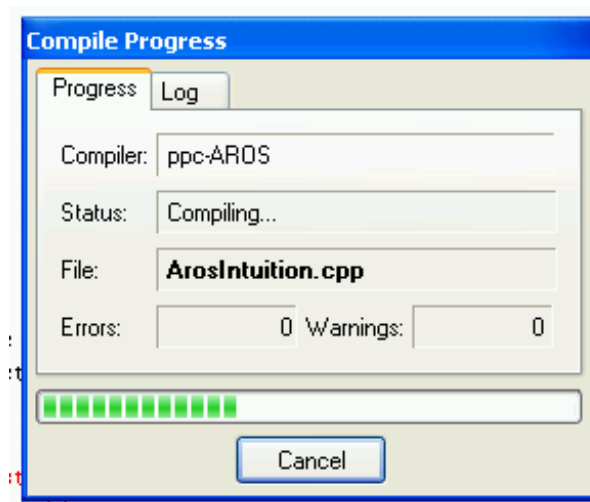 Compile Progress
Progress Log
Compiler: ppc-AROS
Status: Compiling...
File: ArosIntuition.cpp
Errors: 0 Warnings: 0
Cancel